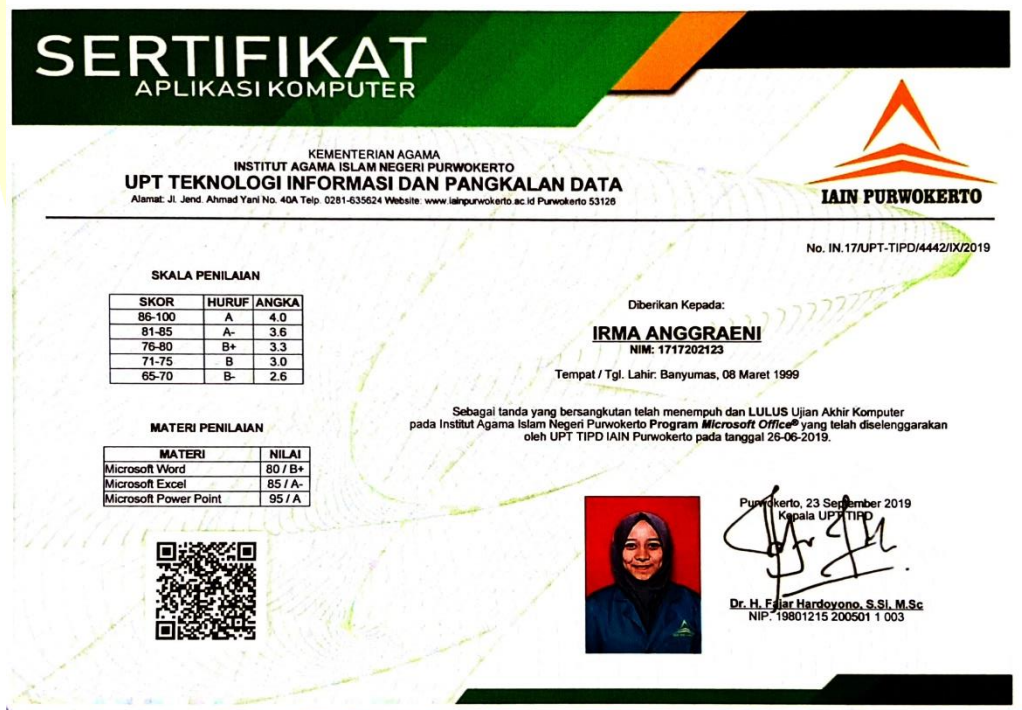 SERTIFIKAT
APLIKASI KOMPUTER
IAIN PURWOKERTO
KEMENTERIAN AGAMA
INSTITUT AGAMA ISLAM NEGERI PURWOKERTO
UPT TEKNOLOGI INFORMASI DAN PANGKALAN DATA
Alamat: Jl. Jend. Ahmad Yani No. 40A Telp. 0281-635624 Website: www.iainpurwokerto.ac.id Purwokerto 53126
No. IN.17/UPT-TIPD/4442/IX/2019
SKALA PENILAIAN
SKOR HURUF ANGKA
86-100 A 4.0
81-85 A- 3.6
76-80 B+ 3.3
71-75 B 3.0
65-70 B- 2.6
MATERI PENILAIAN
MATERI NILAI
Microsoft Word 80 / B+
Microsoft Excel 85 / A-
Microsoft Power Point 95 / A
Diberikan Kepada:
IRMA ANGGRAENI
NIM: 1717202123
Tempat / Tgl. Lahir: Banyumas, 08 Maret 1999
Sebagai tanda yang bersangkutan telah menempuh dan LULUS Ujian Akhir Komputer
pada Institut Agama Islam Negeri Purwokerto Program Microsoft Office® yang telah diselenggarakan
oleh UPT TIPD IAIN Purwokerto pada tanggal 26-06-2019.
Purwokerto, 23 September 2019
Kepala UPT TIPD
Dr. H. Fajar Hardoyono, S.Si, M.Sc
NIP. 19801215 200501 1 003